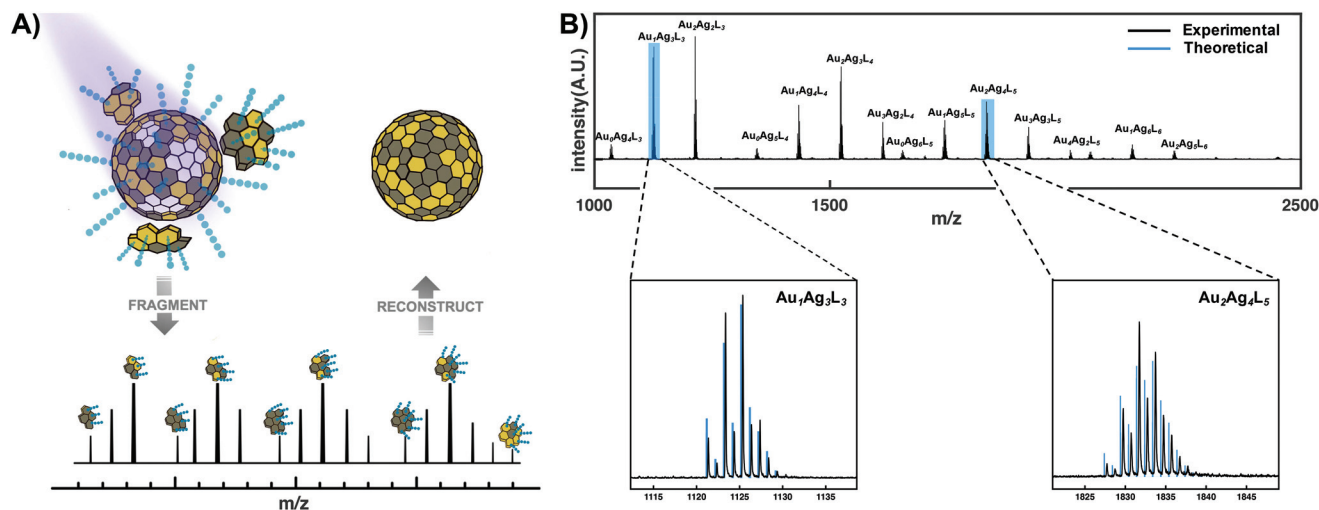 A)
FRAGMENT
RECONSTRUCT
m/z
B)
Au₂Ag₂L₃
Au₁Ag₃L₃
Experimental
Theoretical
Au₂Ag₃L₄
Au₁Ag₄L₄
Au₂Ag₄L₅
Au₃Ag₂L₄
Au₁Ag₅L₅
Au₃Ag₃L₅
Au₀Ag₄L₃
Au₀Ag₅L₄
Au₀Ag₆L₅
Au₄Ag₂L₅
Au₁Ag₆L₆
Au₂Ag₅L₆
intensity(A.U.)
1000
1500
2500
m/z
Au₁Ag₃L₃
1115 1120 1125 1130 1135
Au₂Ag₄L₅
1825 1830 1835 1840 1845